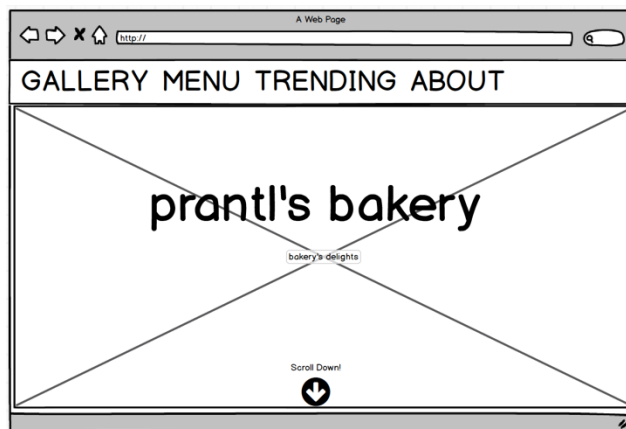 A Web Page
http://
GALLERY MENU TRENDING ABOUT
prantl's bakery
bakery's delights
Scroll Down!